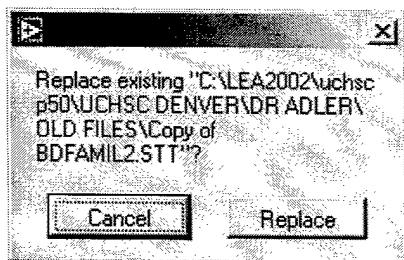 Replace existing "C:\LEA2002\uchsc
p50\UCHSC DENVER\DR ADLER\
OLD FILES\Copy of
BDFAMIL2.STT"?
Cancel Replace